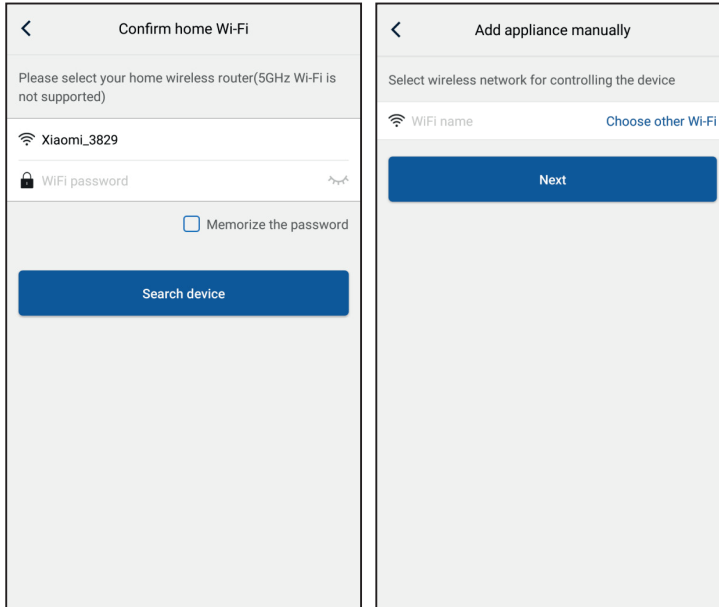 Confirm home Wi-Fi
Please select your home wireless router(5GHz Wi-Fi is
not supported)
Xiaomi_3829
WiFi password
Memorize the password
Search device
Add appliance manually
Select wireless network for controlling the device
WiFi name
Choose other Wi-Fi
Next